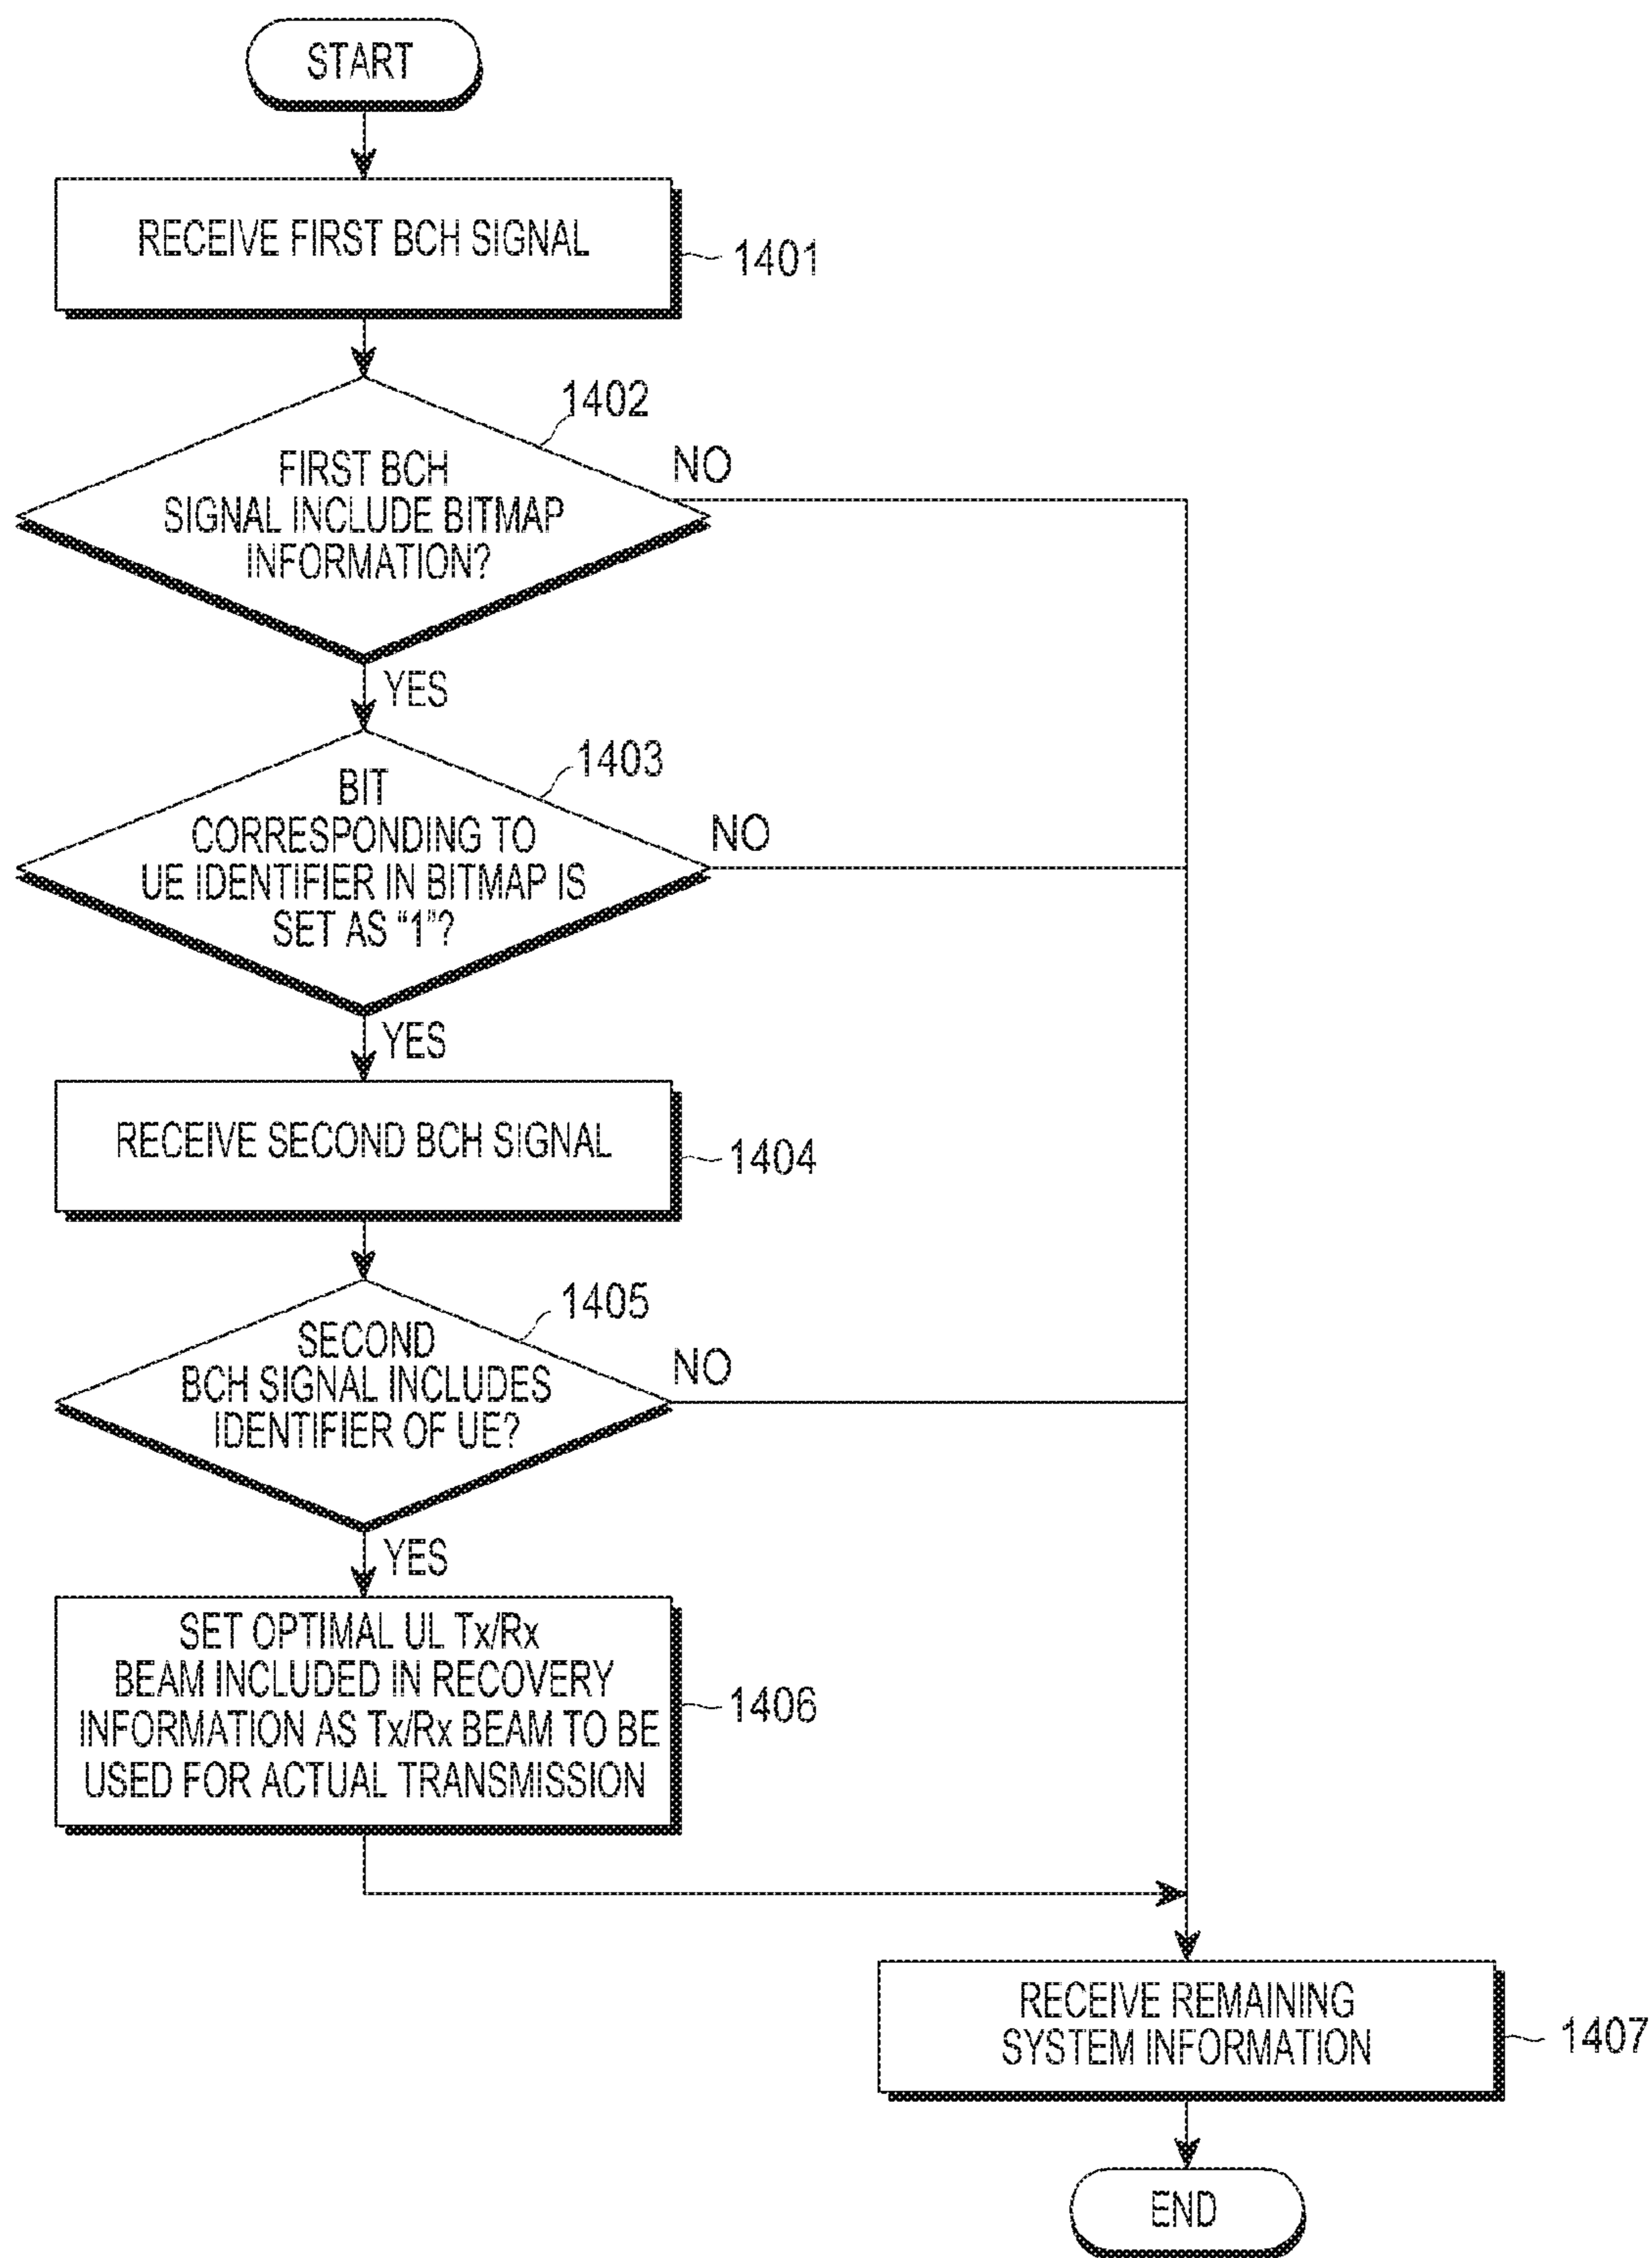 START
RECEIVE FIRST BCH SIGNAL
1401
1402
FIRST BCH
SIGNAL INCLUDE BITMAP
INFORMATION?
NO
YES
1403
BIT
CORRESPONDING TO
UE IDENTIFIER IN BITMAP IS
SET AS “1”?
NO
YES
RECEIVE SECOND BCH SIGNAL
1404
1405
SECOND
BCH SIGNAL INCLUDES
IDENTIFIER OF UE?
NO
YES
SET OPTIMAL UL Tx/Rx
BEAM INCLUDED IN RECOVERY
INFORMATION AS Tx/Rx BEAM TO BE
USED FOR ACTUAL TRANSMISSION
1406
RECEIVE REMAINING
SYSTEM INFORMATION
1407
END